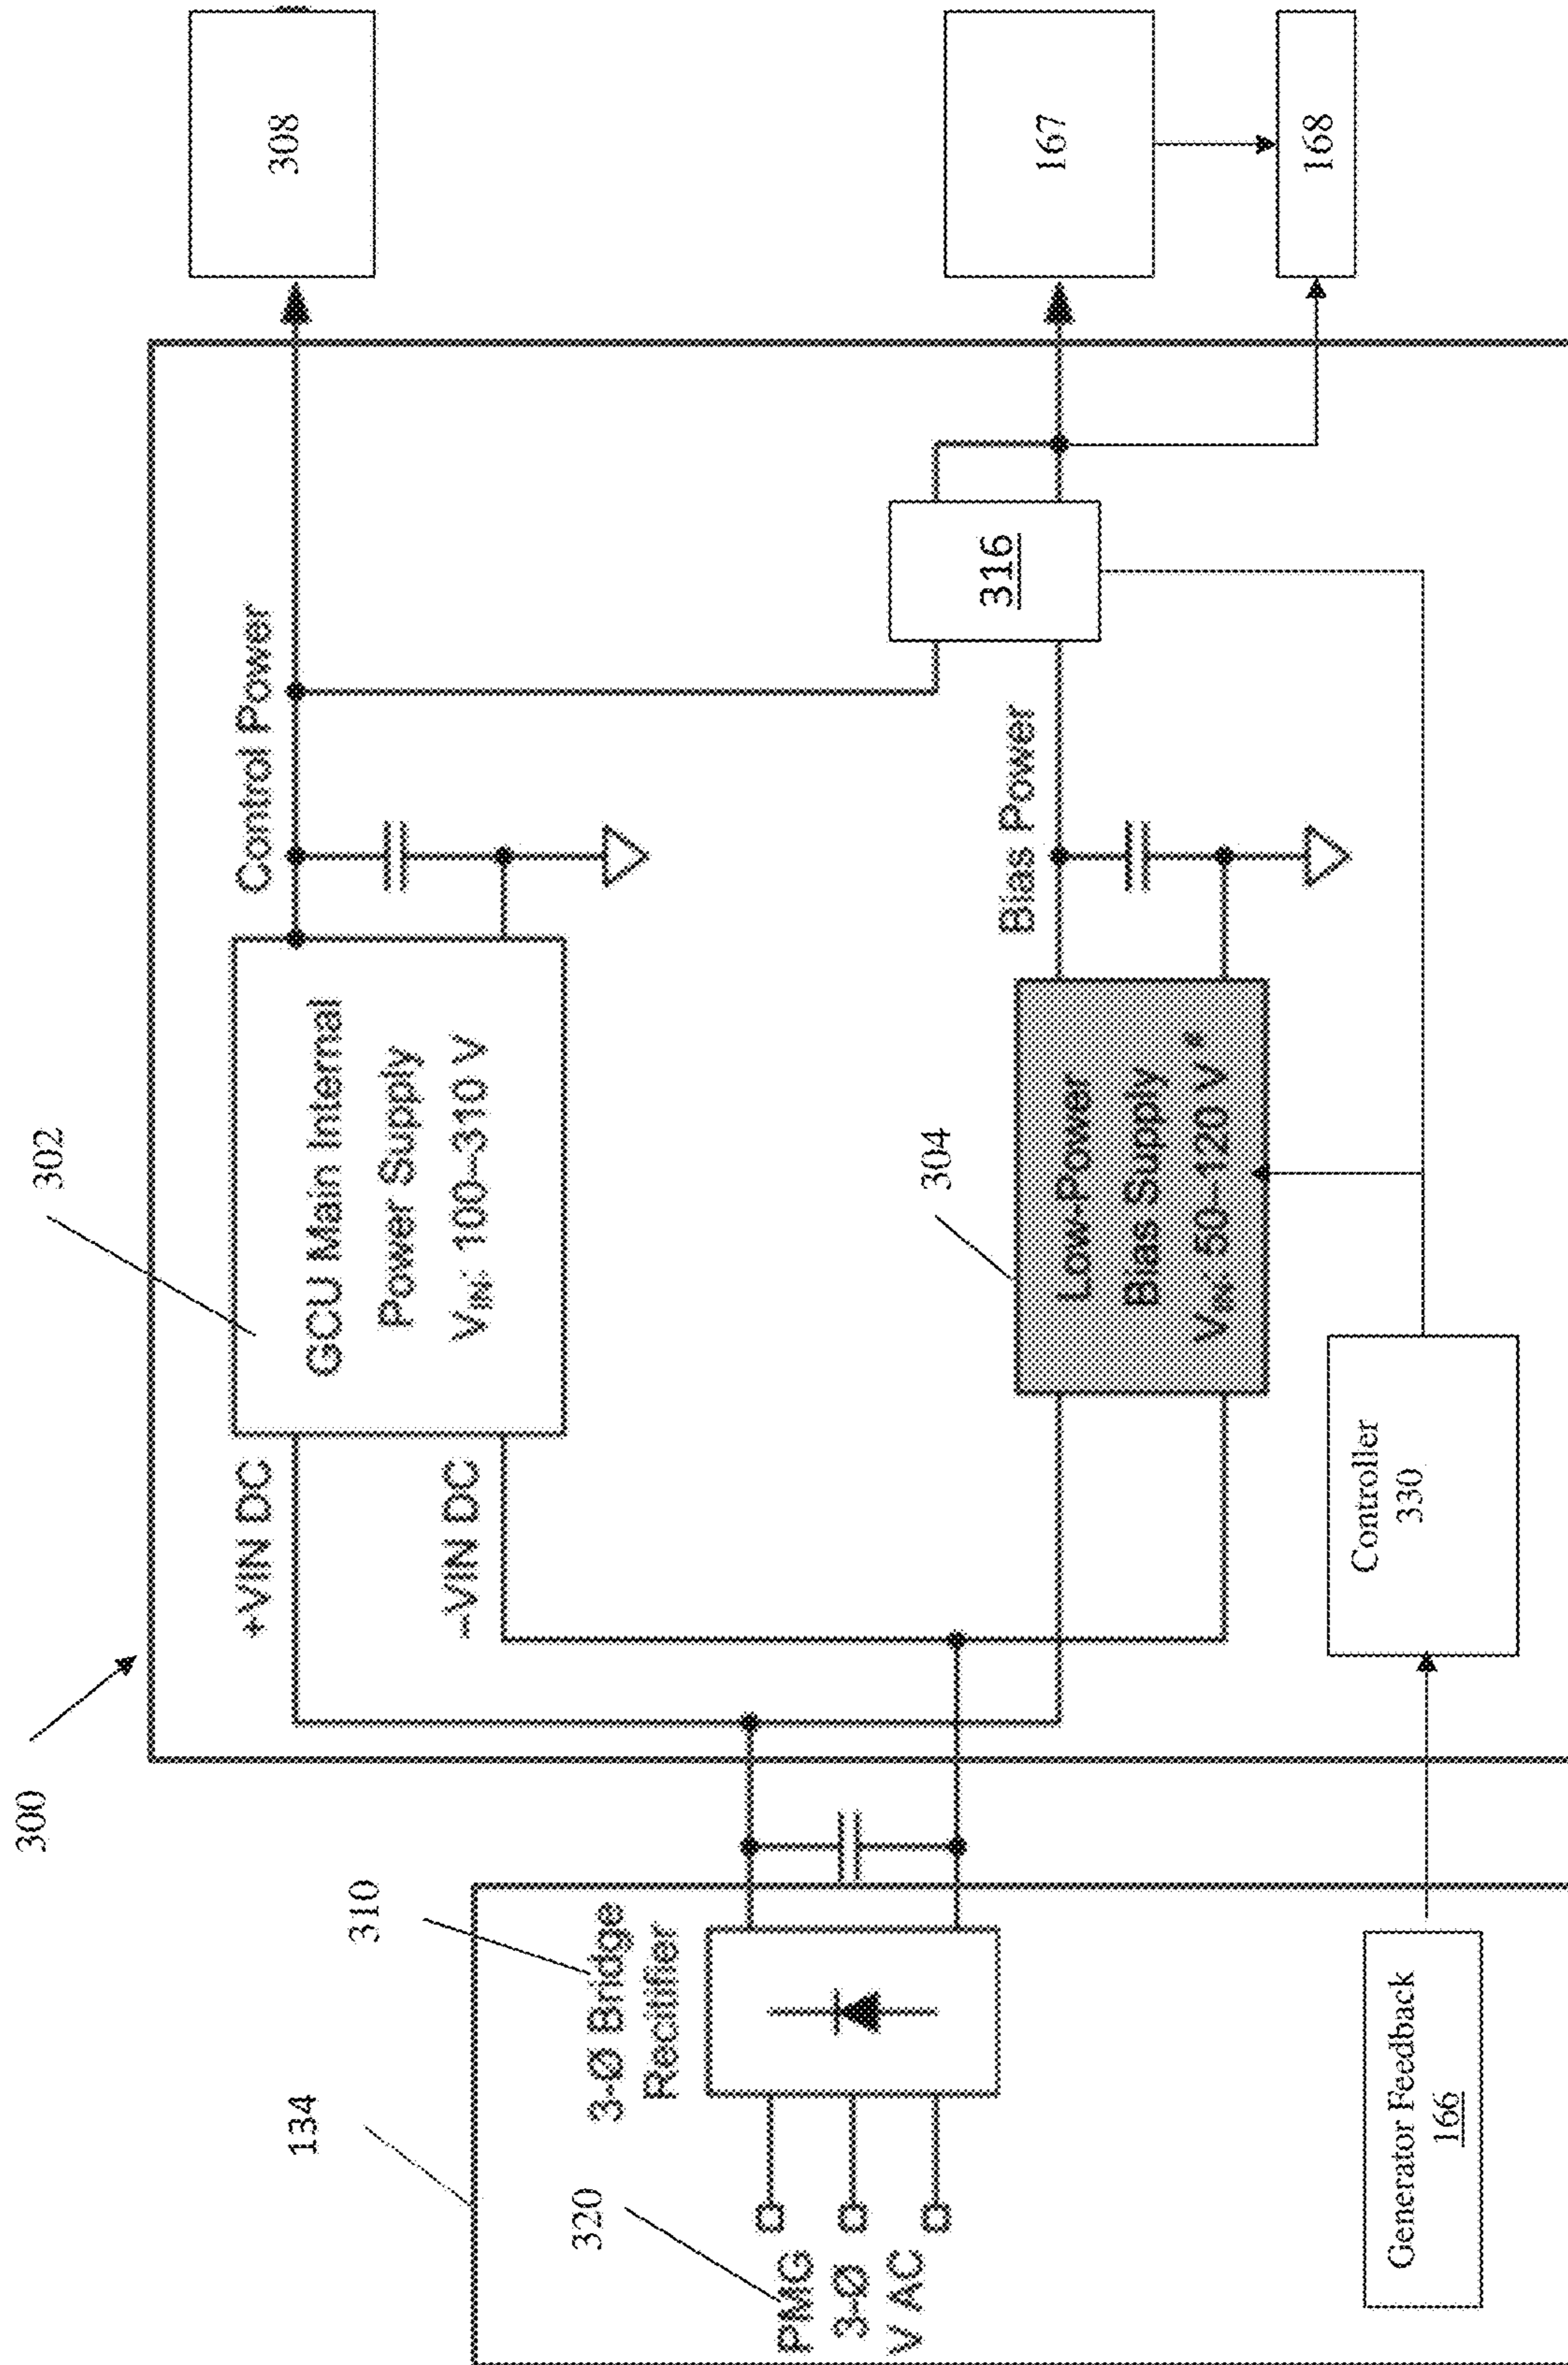 300
134
310
3-Ø Bridge
Rectifier
320
PMG
3-Ø
V AC
Generator Feedback
166
+VIN DC
–VIN DC
302
GCU Main Internal
Power Supply
VIN: 100–310 V
Control Power
308
304
Low-Power
Bias Supply
VIN: 50–120 V*
Bias Power
316
167
168
Controller
330